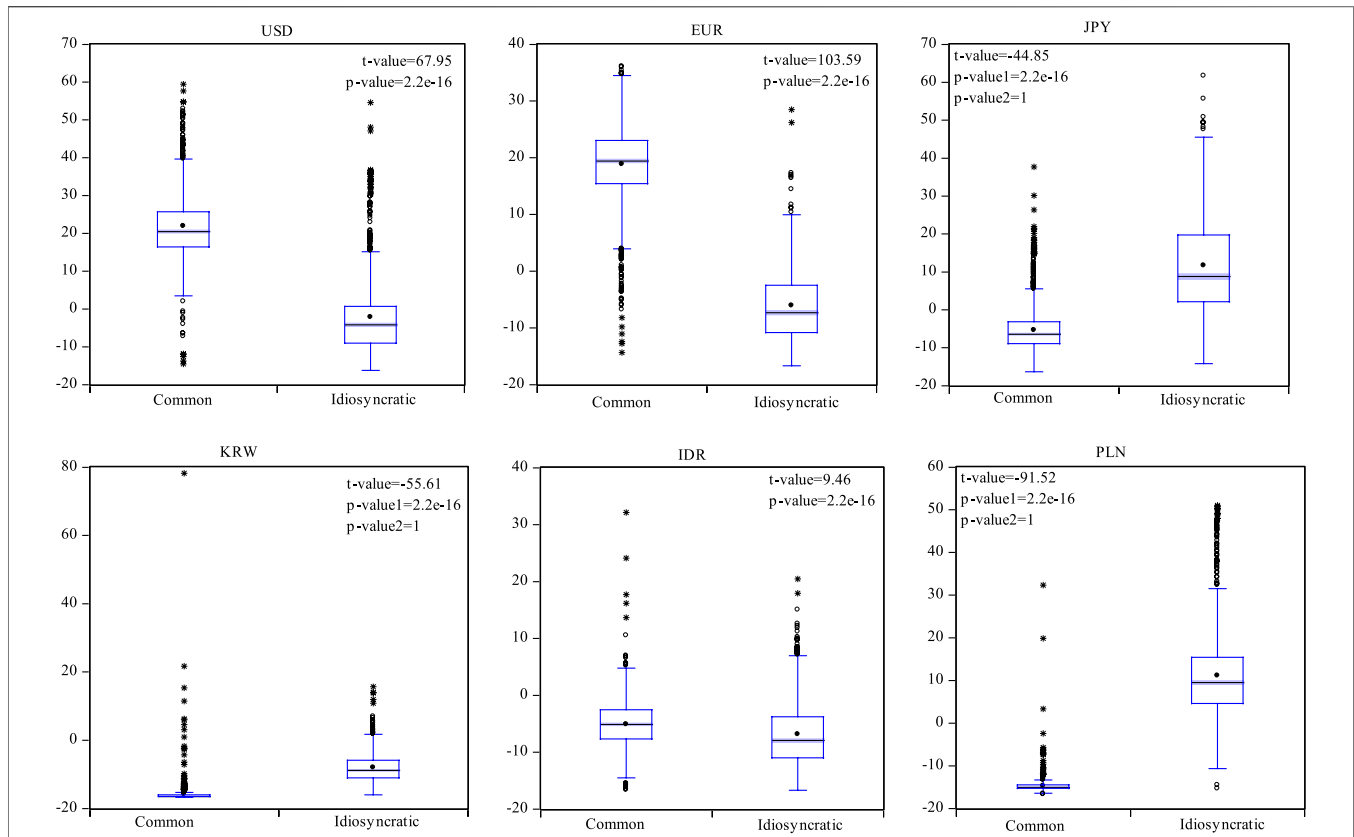 USD
70
60
50
40
30
20
10
0
-10
-20
t-value=67.95
p-value=2.2e-16
Common
Idiosyncratic
EUR
40
30
20
10
0
-10
-20
t-value=103.59
p-value=2.2e-16
Common
Idiosyncratic
JPY
70
60
50
40
30
20
10
0
-10
-20
t-value=-44.85
p-value1=2.2e-16
p-value2=1
Common
Idiosyncratic
KRW
80
60
40
20
0
-20
t-value=-55.61
p-value1=2.2e-16
p-value2=1
Common
Idiosyncratic
IDR
40
30
20
10
0
-10
-20
t-value=9.46
p-value=2.2e-16
Common
Idiosyncratic
PLN
60
50
40
30
20
10
0
-10
-20
t-value=-91.52
p-value1=2.2e-16
p-value2=1
Common
Idiosyncratic